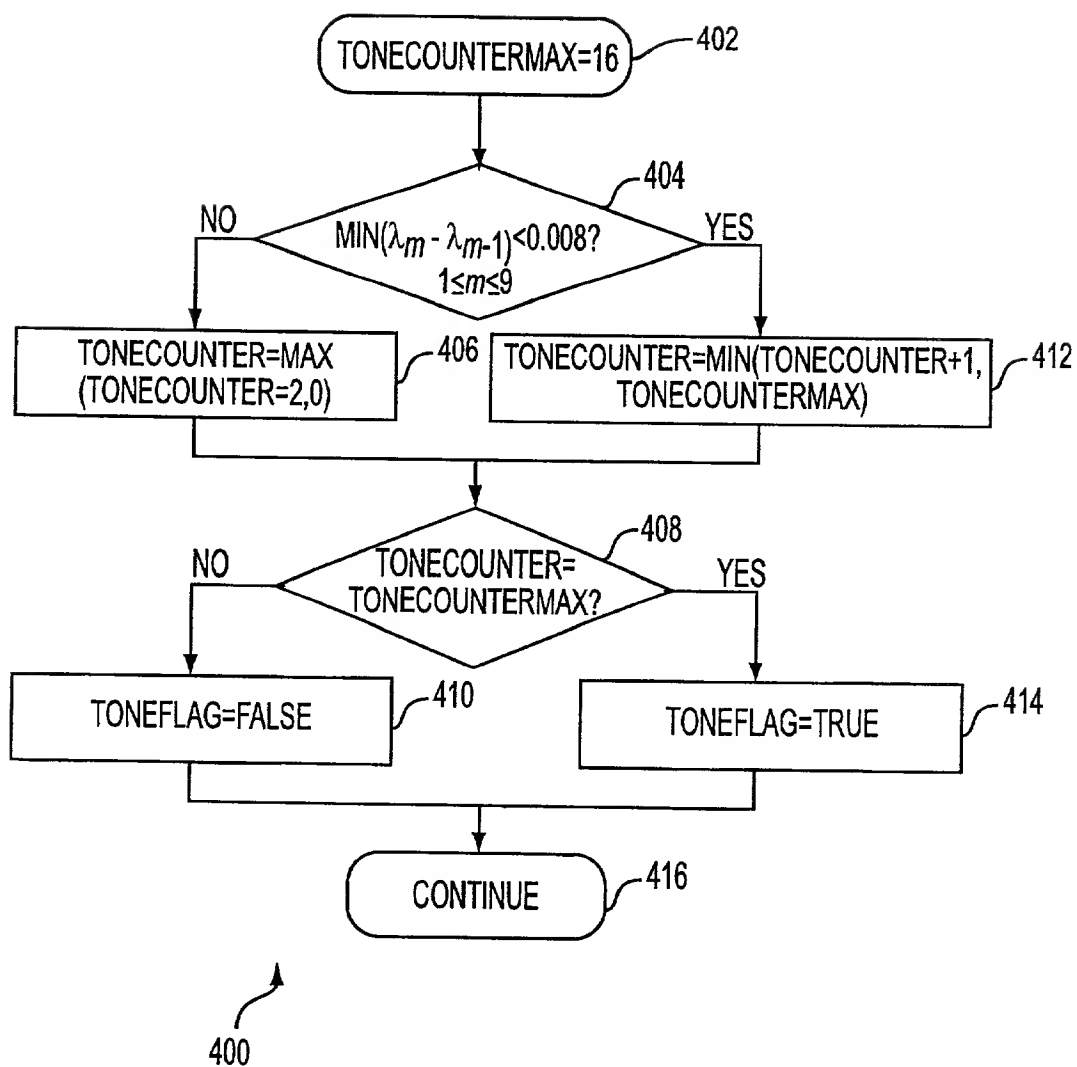 TONECOUNTERMAX=16
402
404
NO
YES
MIN(λm - λm-1)<0.008?
1≤m≤9
TONECOUNTER=MAX
(TONECOUNTER=2,0)
406
TONECOUNTER=MIN(TONECOUNTER+1,
TONECOUNTERMAX)
412
408
NO
YES
TONECOUNTER=
TONECOUNTERMAX?
TONEFLAG=FALSE
410
TONEFLAG=TRUE
414
CONTINUE
416
400